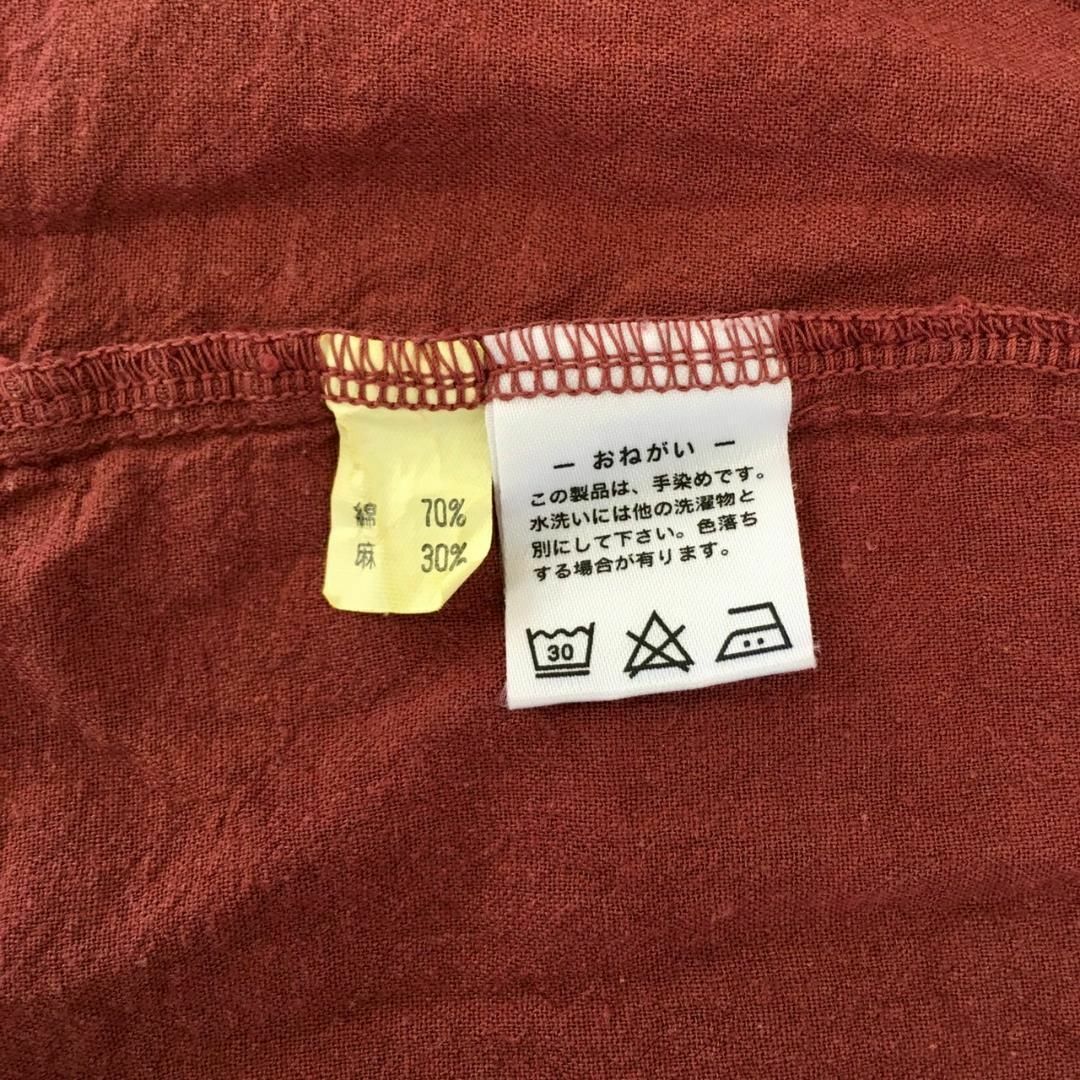 綿 70%
麻 30%
— おねがい —
この製品は、手染めです。
水洗いには他の洗濯物と
別にして下さい。色落ち
する場合が有ります。
30